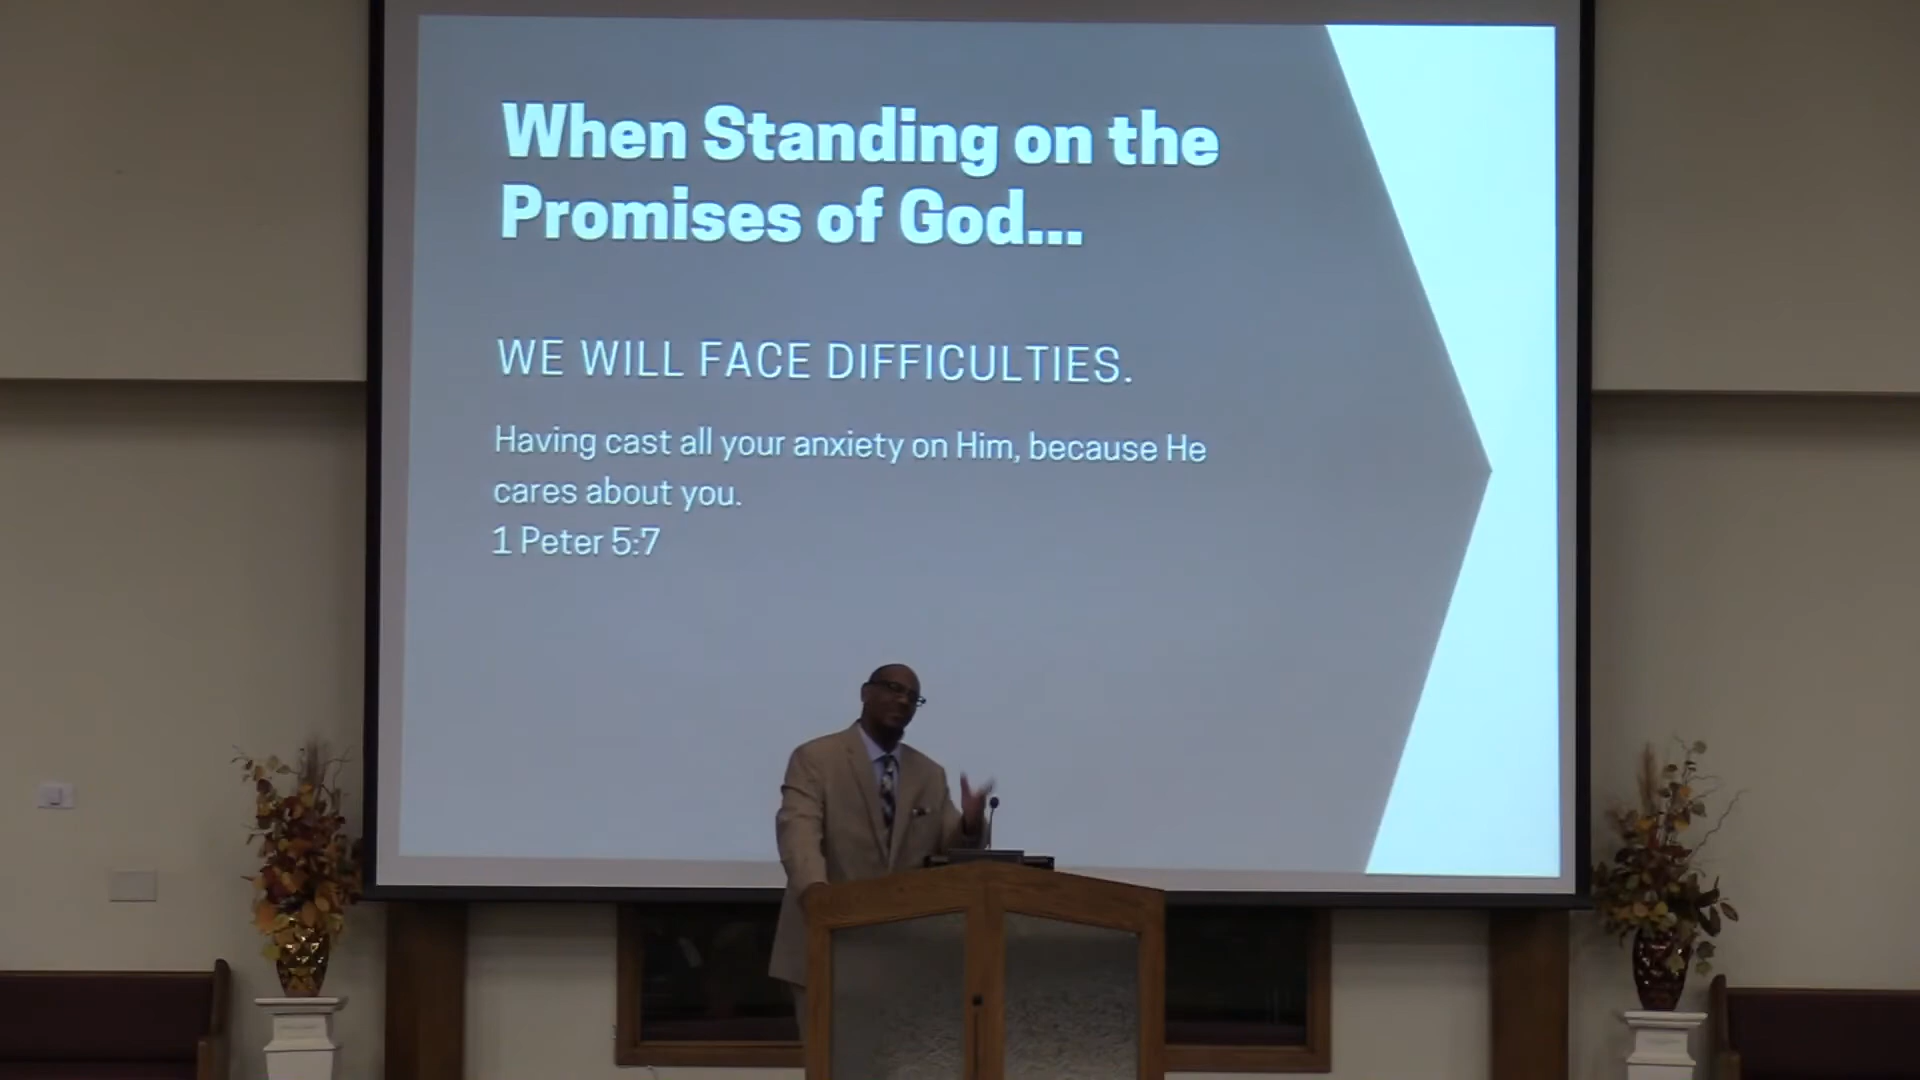 When Standing on the
Promises of God...
WE WILL FACE DIFFICULTIES.
Having cast all your anxiety on Him, because He
cares about you.
1 Peter 5:7